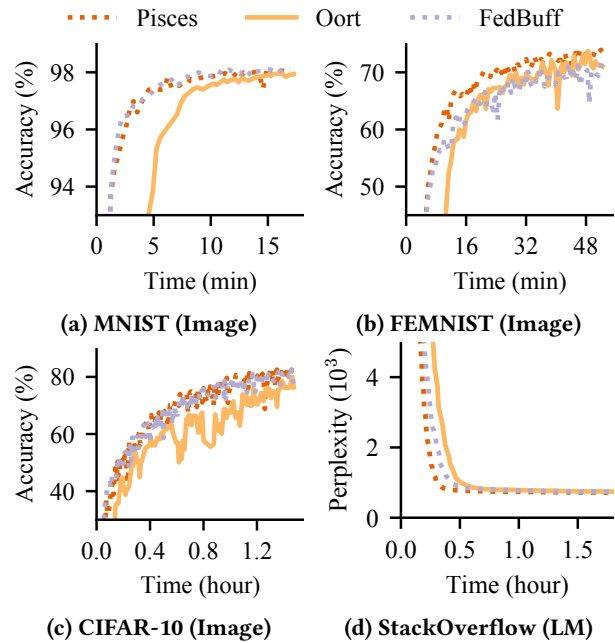 Pisces Oort FedBuff
Accuracy (%)
98
96
94
0 5 10 15
Time (min)
(a) MNIST (Image)
Accuracy (%)
70
60
50
0 16 32 48
Time (min)
(b) FEMNIST (Image)
Accuracy (%)
80
60
40
0.0 0.4 0.8 1.2
Time (hour)
(c) CIFAR-10 (Image)
Perplexity (10³)
4
2
0
0.0 0.5 1.0 1.5
Time (hour)
(d) StackOverflow (LM)